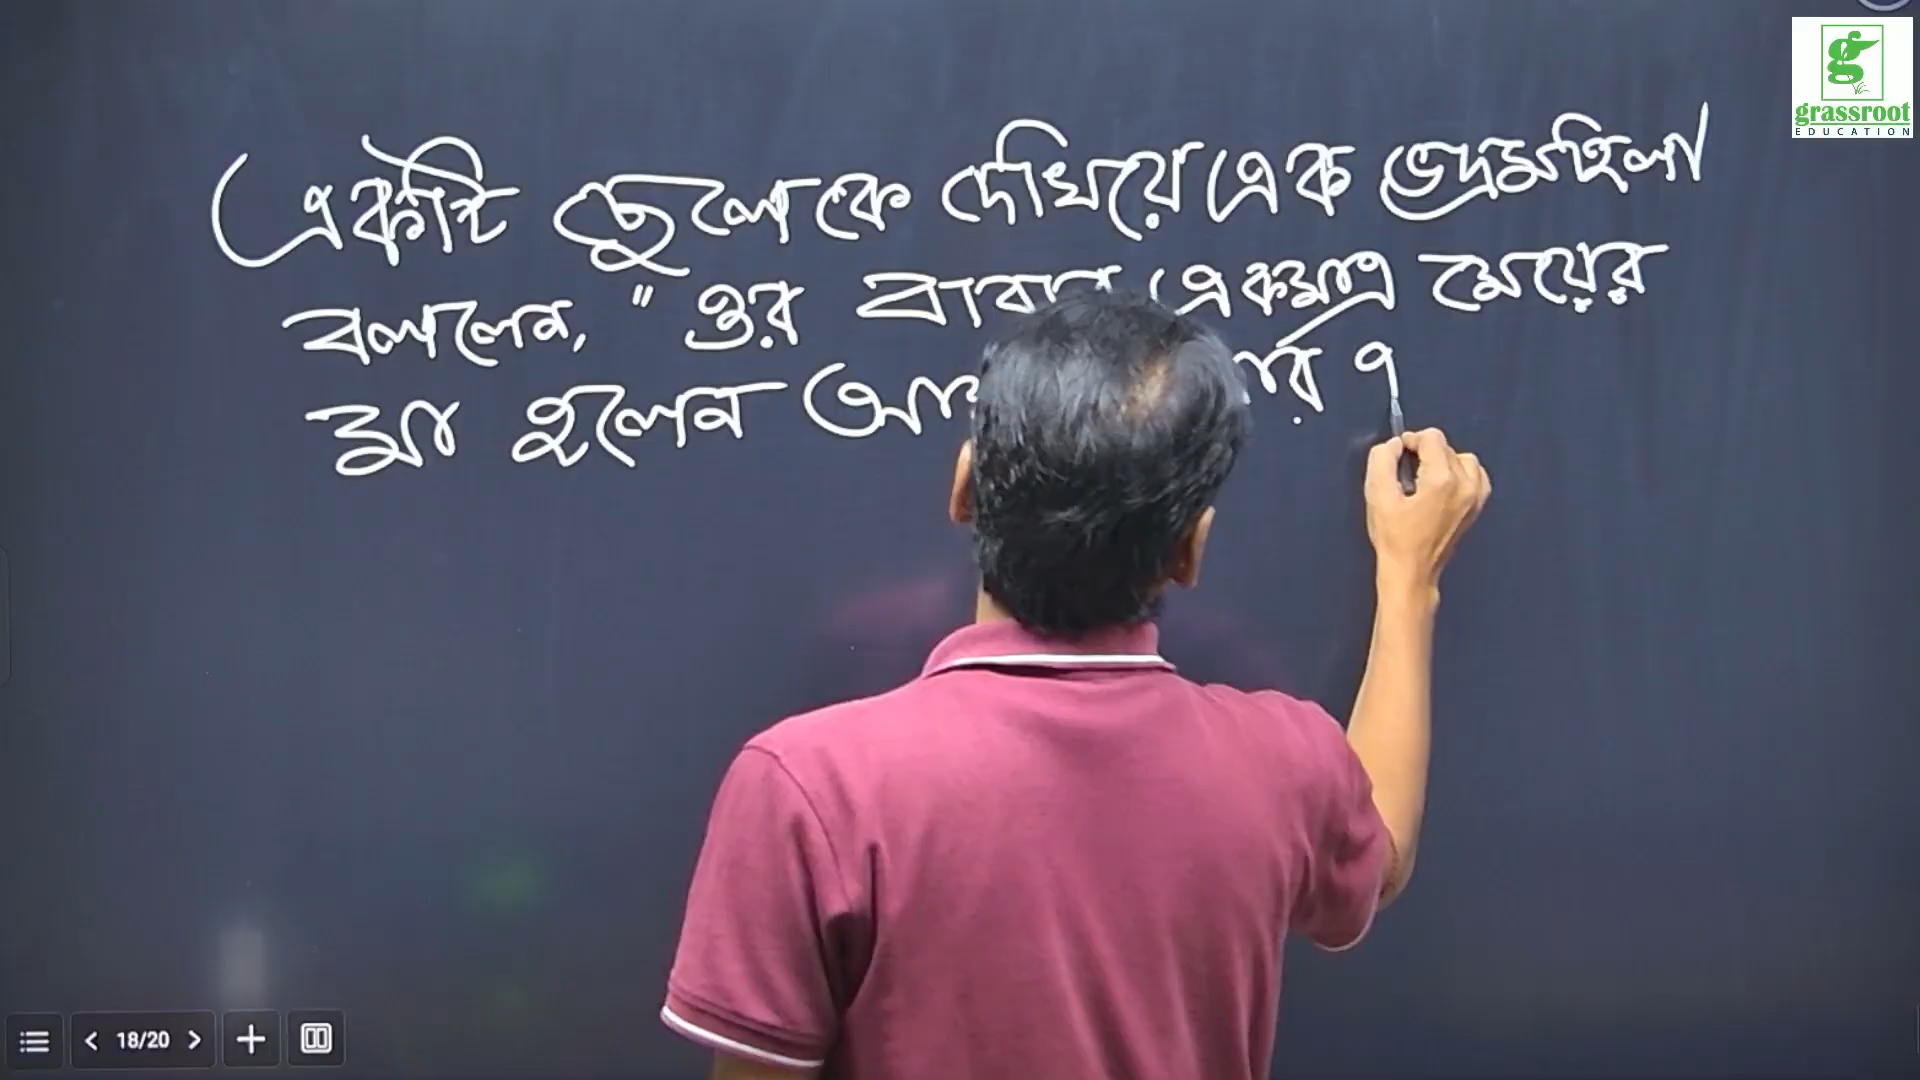 একটি ছেলেকে দেখিয়ে এক ভদ্রমহিলা
বললেন, " ওর একমাত্র মেয়ের
মা হলেন
grassroot
EDUCATION
18/20